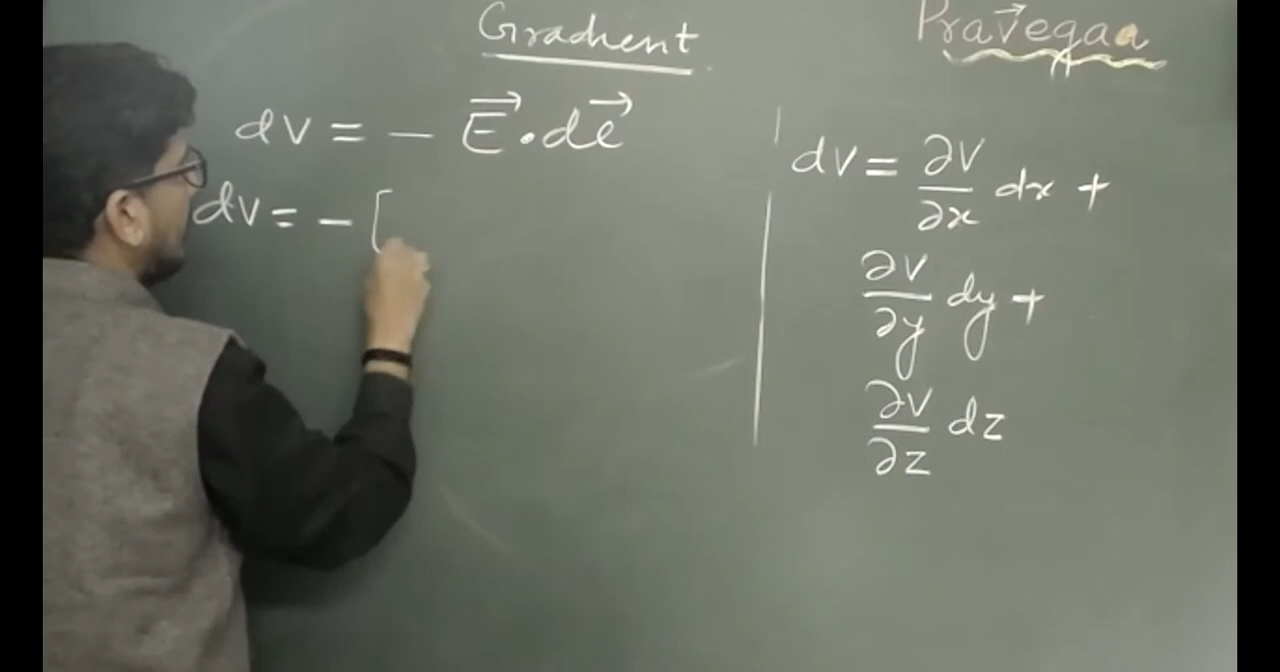 Gradient
Pravegaa
dV = - E⃗ . dl⃗
dV = - [
dV = ∂V/∂x dx +
∂V/∂y dy +
∂V/∂z dz